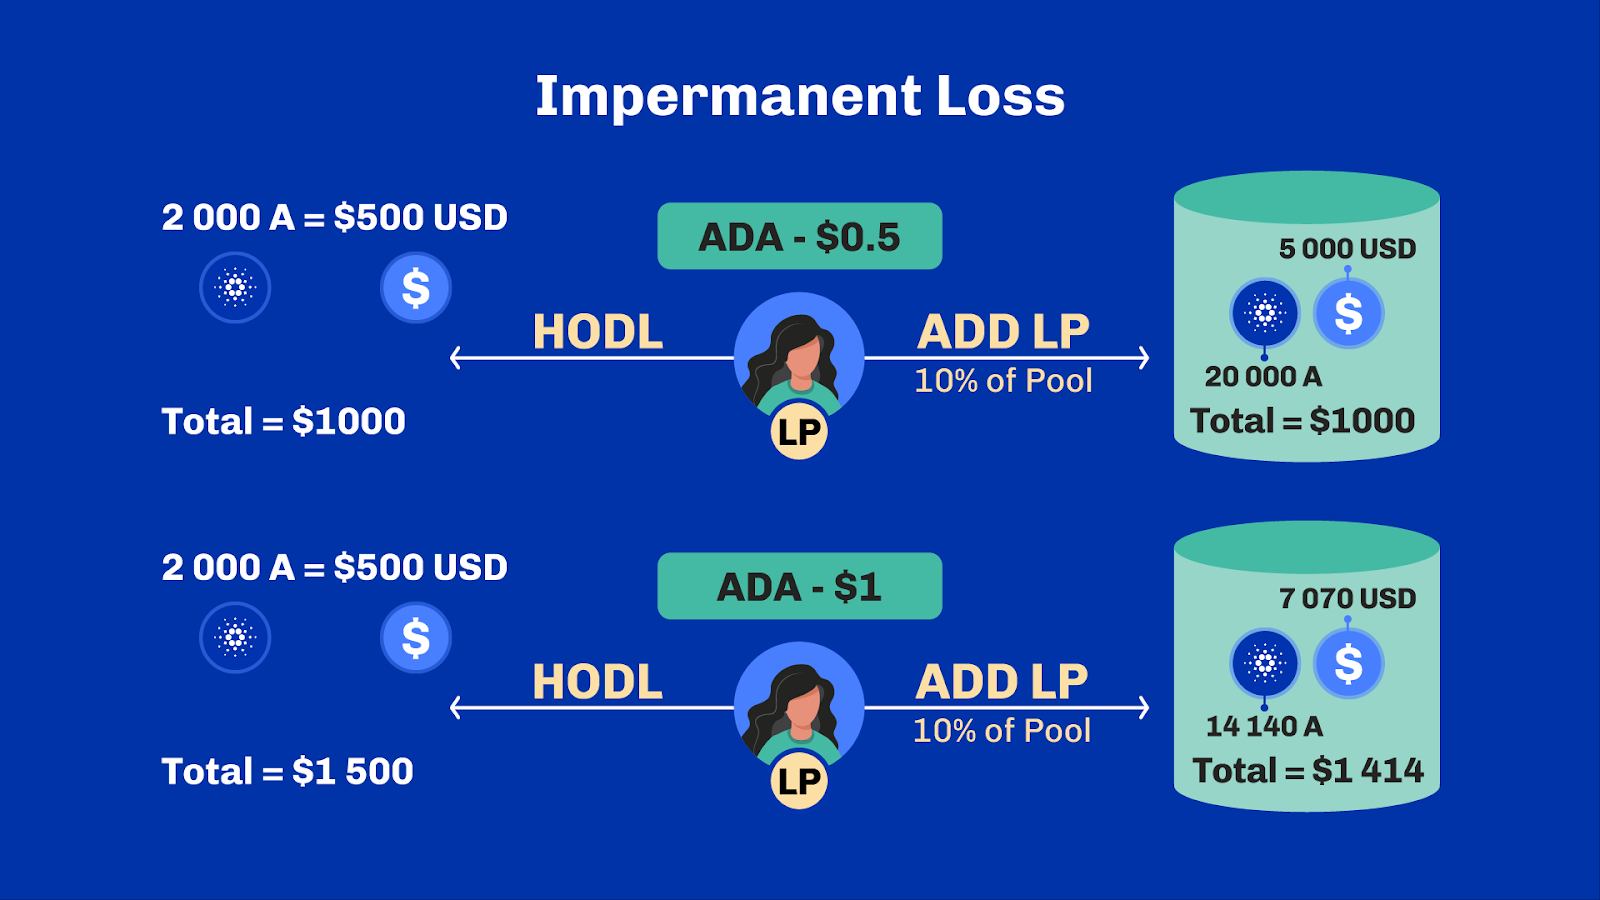 Impermanent Loss
2 000 A = $500 USD
ADA - $0.5
5 000 USD
$
$
HODL
ADD LP
10% of Pool
20 000 A
Total = $1000
LP
Total = $1000
2 000 A = $500 USD
ADA - $1
7 070 USD
$
$
HODL
ADD LP
10% of Pool
14 140 A
Total = $1 500
LP
Total = $1 414